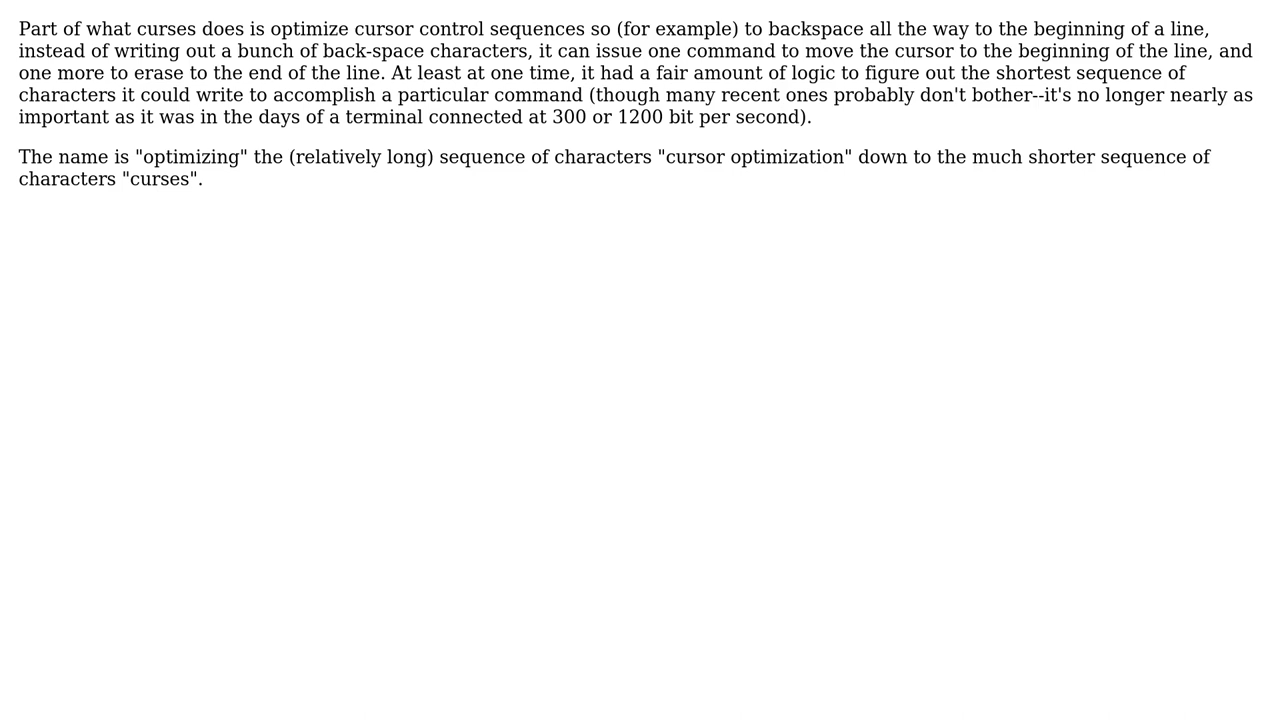 Part of what curses does is optimize cursor control sequences so (for example) to backspace all the way to the beginning of a line,
instead of writing out a bunch of back-space characters, it can issue one command to move the cursor to the beginning of the line, and
one more to erase to the end of the line. At least at one time, it had a fair amount of logic to figure out the shortest sequence of
characters it could write to accomplish a particular command (though many recent ones probably don't bother--it's no longer nearly as
important as it was in the days of a terminal connected at 300 or 1200 bit per second).
The name is "optimizing" the (relatively long) sequence of characters "cursor optimization" down to the much shorter sequence of
characters "curses".